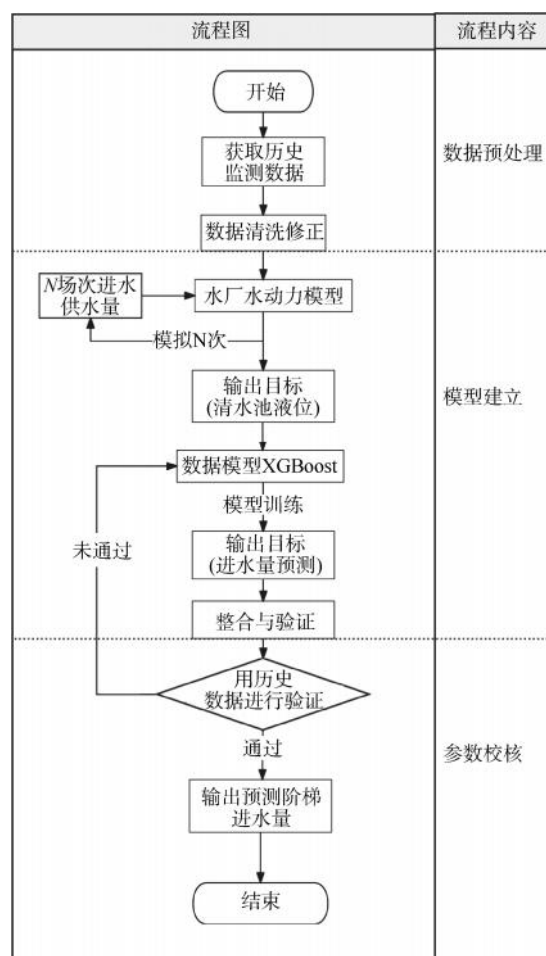 流程图
流程内容
开始
获取历史
监测数据
数据清洗修正
数据预处理
N场次进水
供水量
水厂水动力模型
模拟N次
输出目标
(清水池液位)
模型建立
数据模型XGBoost
模型训练
未通过
输出目标
(进水量预测)
整合与验证
用历史
数据进行验证
通过
参数校核
输出预测阶梯
进水量
结束